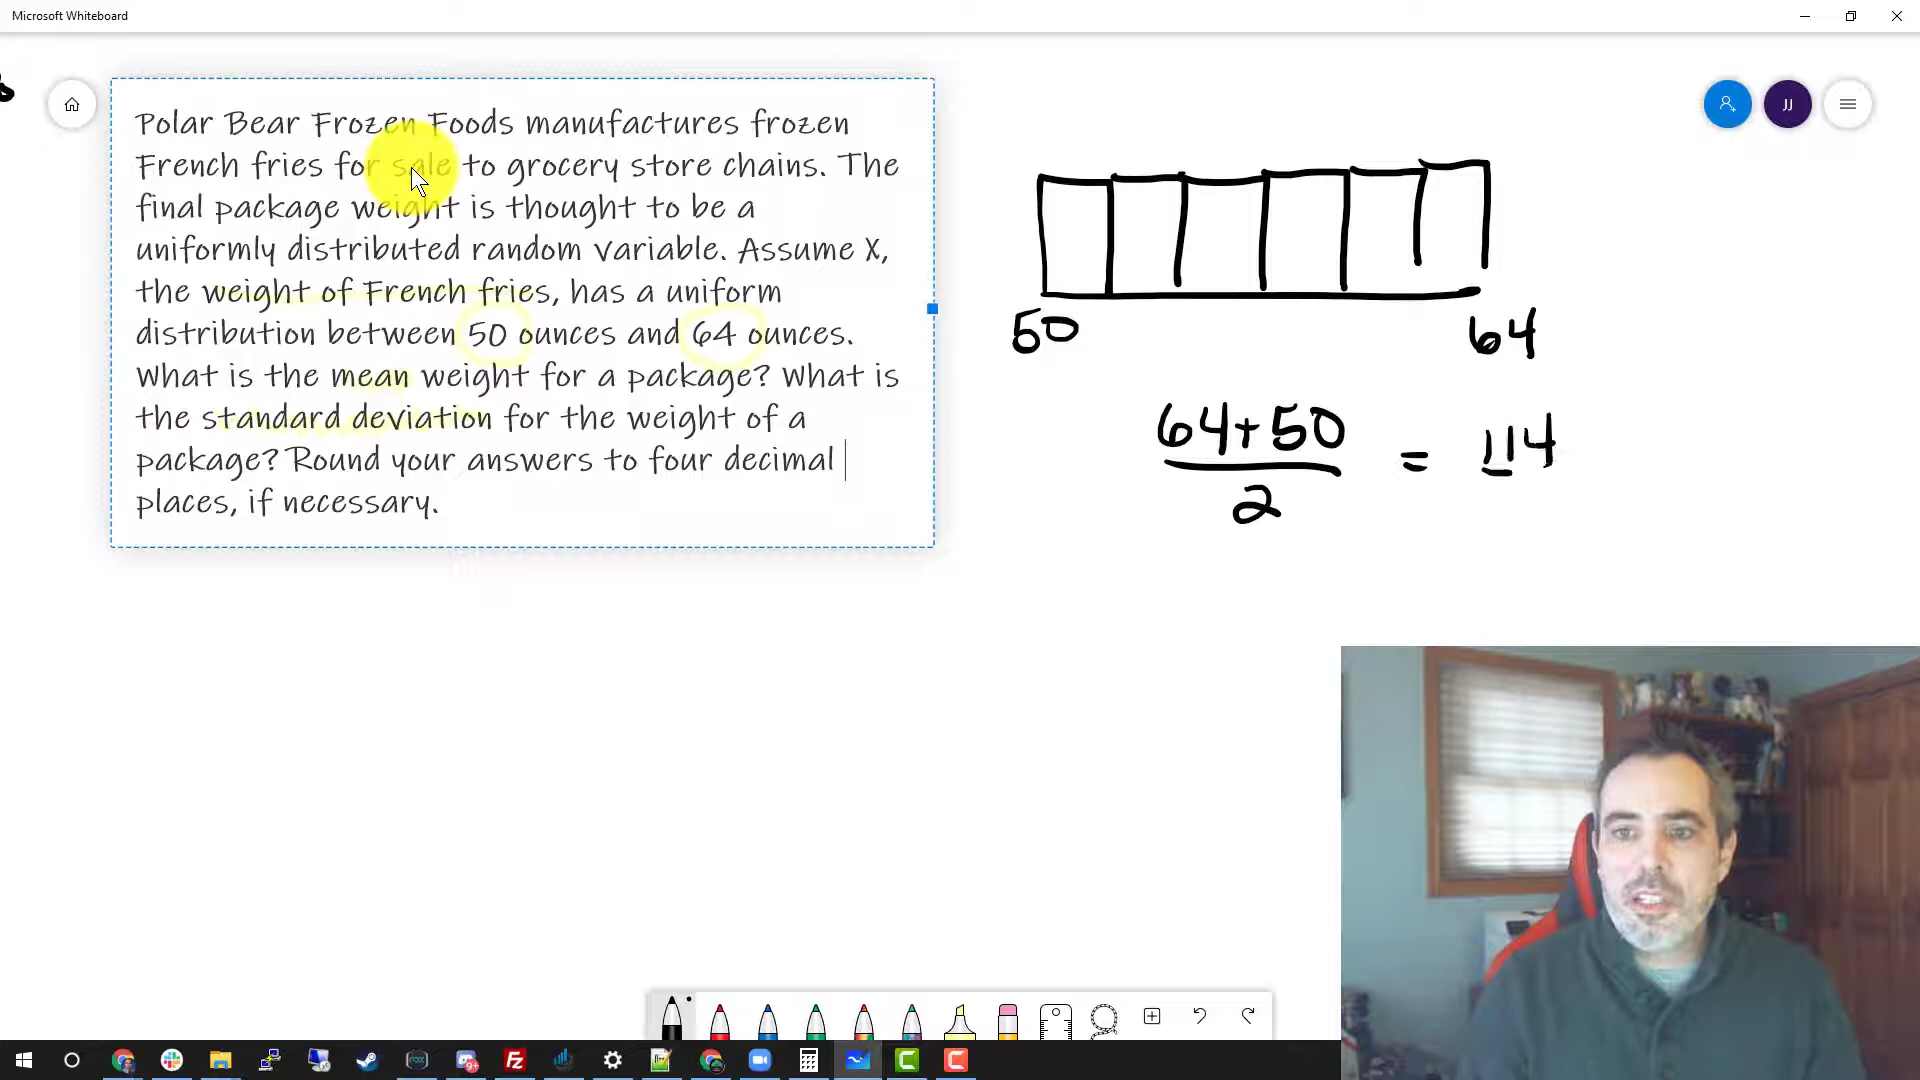 Microsoft Whiteboard
Polar Bear Frozen Foods manufactures frozen
French fries for sale to grocery store chains. The
final package weight is thought to be a
uniformly distributed random variable. Assume X,
the weight of French fries, has a uniform
distribution between 50 ounces and 64 ounces.
What is the mean weight for a package? What is
the standard deviation for the weight of a
package? Round your answers to four decimal
places, if necessary.
JJ
50 64
64+50
= 114
2